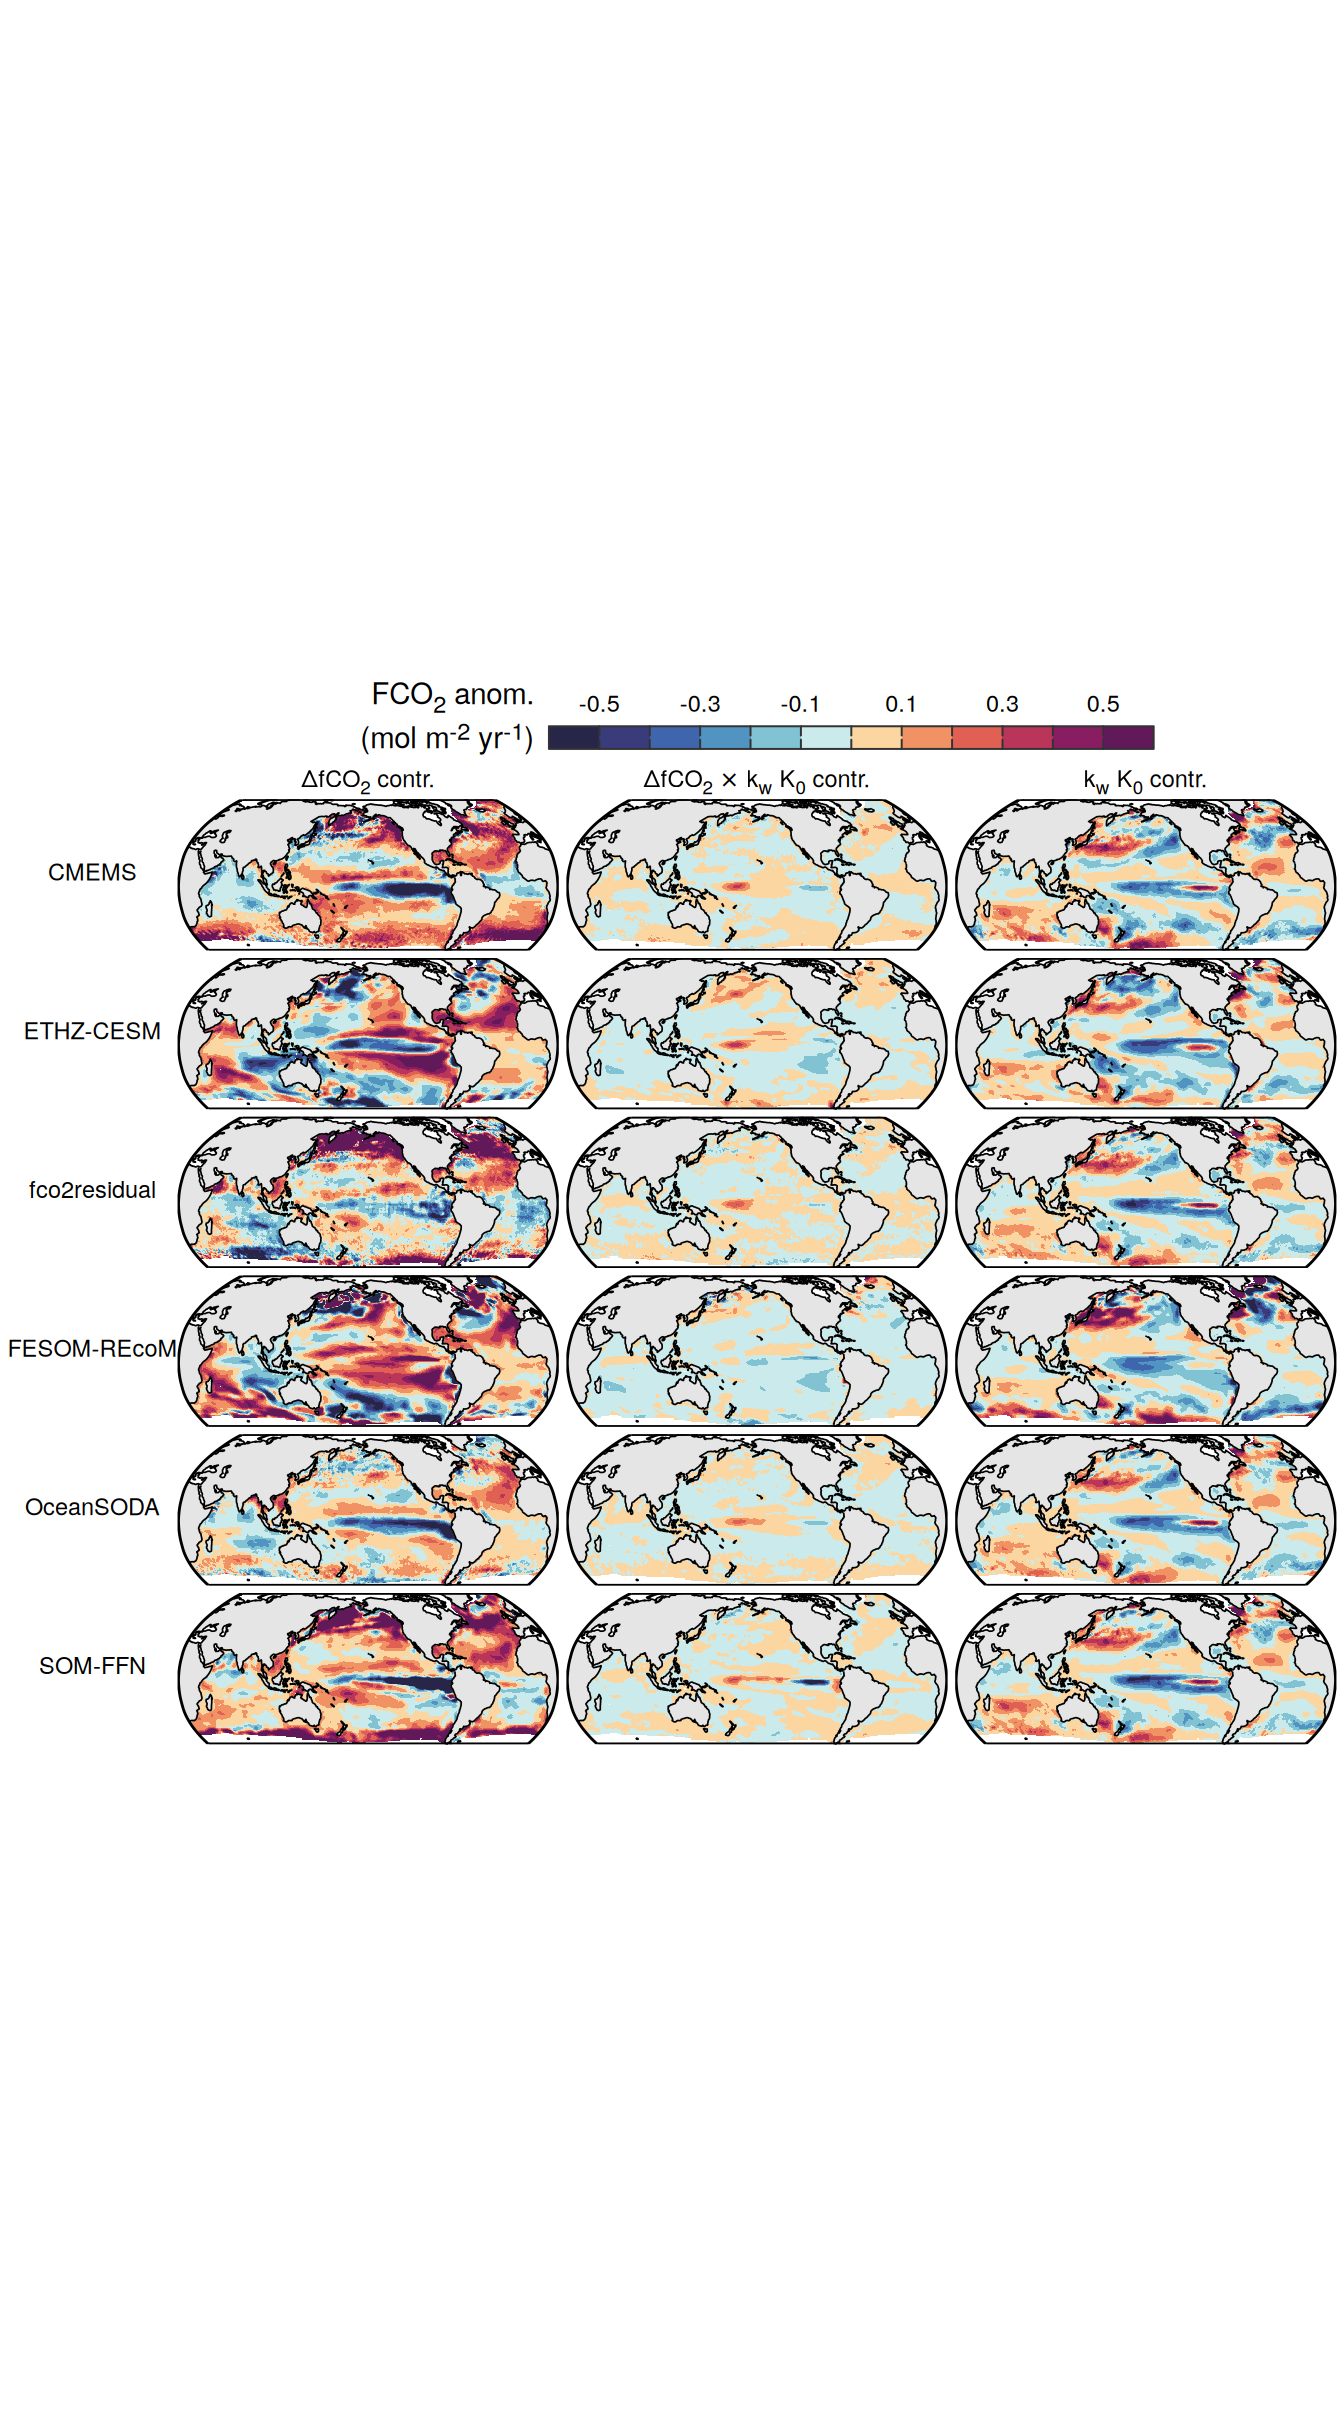 FCO2 anom.
(mol m-2 yr-1)
-0.5 -0.3 -0.1 0.1 0.3 0.5
ΔfCO2 contr. ΔfCO2 × kw K0 contr. kw K0 contr.
CMEMS
ETHZ-CESM
fco2residual
FESOM-REcoM
OceanSODA
SOM-FFN